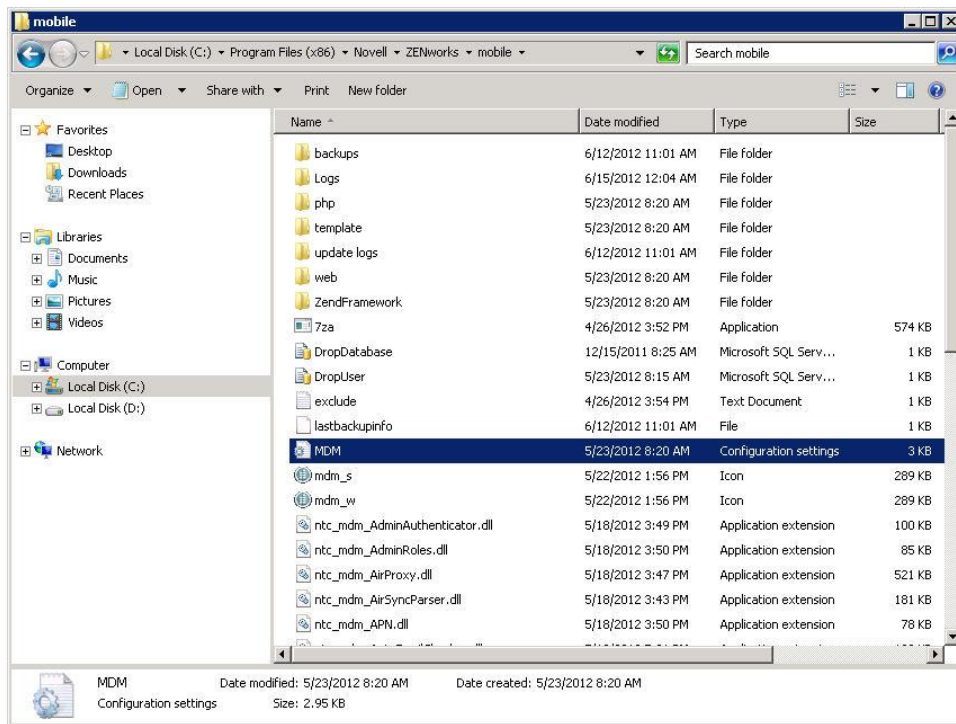 mobile
Local Disk (C:) Program Files (x86) Novell ZENworks mobile Search mobile
Organize Open Share with Print New folder
Favorites
Desktop
Downloads
Recent Places
Libraries
Documents
Music
Pictures
Videos
Computer
Local Disk (C:)
Local Disk (D:)
Network
Name Date modified Type Size
backups 6/12/2012 11:01 AM File folder
Logs 6/15/2012 12:04 AM File folder
php 5/23/2012 8:20 AM File folder
template 5/23/2012 8:20 AM File folder
update logs 6/12/2012 11:01 AM File folder
web 5/23/2012 8:20 AM File folder
ZendFramework 5/23/2012 8:20 AM File folder
7za 4/26/2012 3:52 PM Application 574 KB
DropDatabase 12/15/2011 8:25 AM Microsoft SQL Serv... 1 KB
DropUser 5/23/2012 8:15 AM Microsoft SQL Serv... 1 KB
exclude 4/26/2012 3:54 PM Text Document 1 KB
lastbackupinfo 6/12/2012 11:01 AM File 1 KB
MDM 5/23/2012 8:20 AM Configuration settings 3 KB
mdm_s 5/22/2012 1:56 PM Icon 289 KB
mdm_w 5/22/2012 1:56 PM Icon 289 KB
ntc_mdm_AdminAuthenticator.dll 5/18/2012 3:49 PM Application extension 100 KB
ntc_mdm_AdminRoles.dll 5/18/2012 3:50 PM Application extension 85 KB
ntc_mdm_AirProxy.dll 5/18/2012 3:47 PM Application extension 521 KB
ntc_mdm_AirSyncParser.dll 5/18/2012 3:43 PM Application extension 181 KB
ntc_mdm_APN.dll 5/18/2012 3:50 PM Application extension 78 KB
MDM Date modified: 5/23/2012 8:20 AM Date created: 5/23/2012 8:20 AM
Configuration settings Size: 2.95 KB